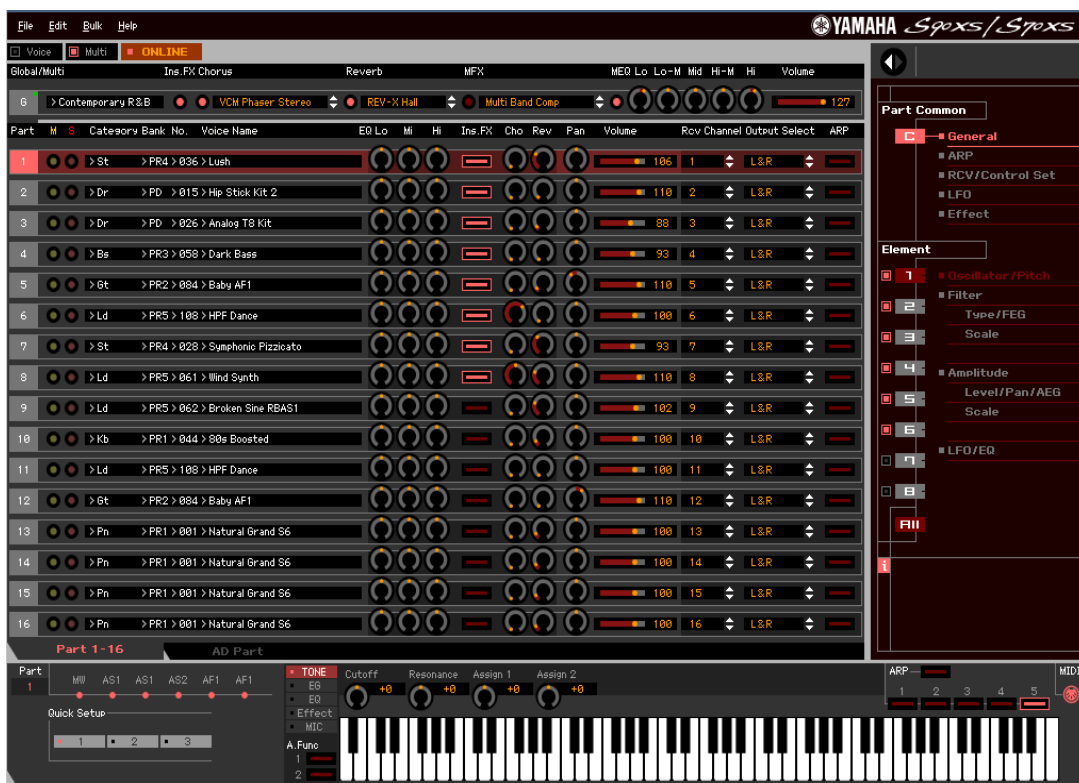 File Edit Bulk Help
YAMAHA S90XS/S70XS
Voice Multi ONLINE
Global/Multi Ins.FX Chorus Reverb MFX MEQ Lo Lo-M Mid Hi-M Hi Volume
G >Contemporary R&B VCM Phaser Stereo REV-X Hall Multi Band Comp 127
Part M S Category Bank No. Voice Name EQ Lo Mi Hi Ins.FX Cho Rev Pan Volume Rcv Channel Output Select ARP
1 >St >PR4 >036 >Lush 106 1 L&R
2 >Dr >PD >015 >Hip Stick Kit 2 110 2 L&R
3 >Dr >PD >026 >Analog T8 Kit 88 3 L&R
4 >Bs >PR3 >058 >Dark Bass 93 4 L&R
5 >Gt >PR2 >084 >Baby AF1 110 5 L&R
6 >Ld >PR5 >108 >HPF Dance 100 6 L&R
7 >St >PR4 >028 >Symphonic Pizzicato 93 7 L&R
8 >Ld >PR5 >061 >Wind Synth 110 8 L&R
9 >Ld >PR5 >062 >Broken Sine RBAS1 102 9 L&R
10 >Kb >PR1 >044 >80s Boosted 100 10 L&R
11 >Ld >PR5 >108 >HPF Dance 100 11 L&R
12 >Gt >PR2 >084 >Baby AF1 110 12 L&R
13 >Pn >PR1 >001 >Natural Grand S6 100 13 L&R
14 >Pn >PR1 >001 >Natural Grand S6 100 14 L&R
15 >Pn >PR1 >001 >Natural Grand S6 100 15 L&R
16 >Pn >PR1 >001 >Natural Grand S6 100 16 L&R
Part 1-16 AD Part
Part Common
C General
ARP
RCV/Control Set
LFO
Effect
Element
1 Oscillator/Pitch
2 Filter
Type/FEG
3 Scale
4 Amplitude
5 Level/Pan/AEG
Scale
6
7 LFO/EQ
8
All
i
Part
1
MW AS1 AS1 AS2 AF1 AF1
Quick Setup
1 2 3
TONE
EG
EQ
Effect
MIC
A.Func
1
2
Cutoff Resonance Assign 1 Assign 2
+0 +0 +0 +0
ARP
1 2 3 4 5
MIDI